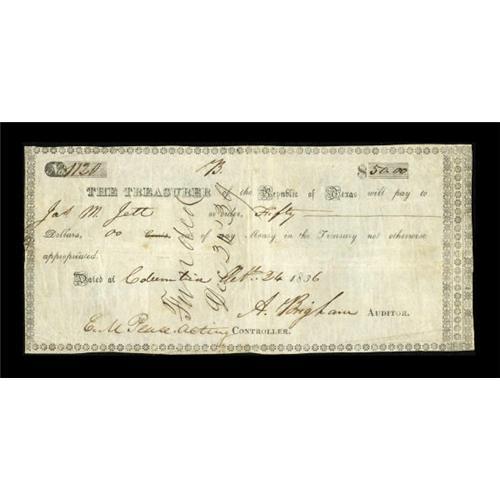 No. 1120 B. $50.00
THE TREASURER of the Republic of Texas will pay to
Jas M. Jett or order, Fifty
Dollars, 00 Cents, of any Money in the Treasury not otherwise
appropriated.
Dated at Columbia 24 1836
A. Brigham AUDITOR.
E. M. Pease acting CONTROLLER.
Funded